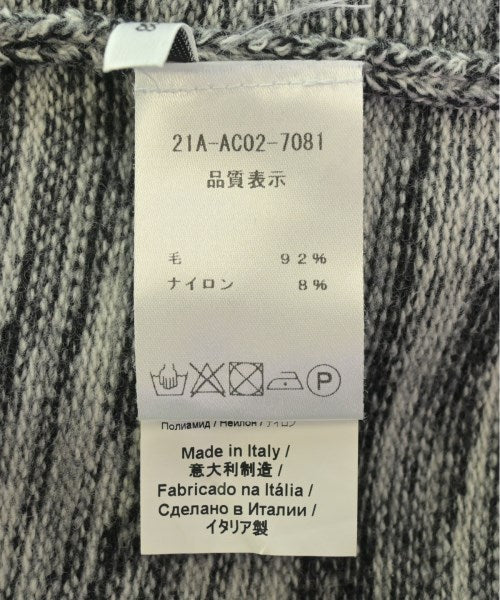 8
21A-AC02-7081
品質表示
毛 92%
ナイロン 8%
P
Полиамид / Нейлон / ナイロン
Made in Italy /
意大利制造 /
Fabricado na Itália /
Сделано в Италии /
イタリア製